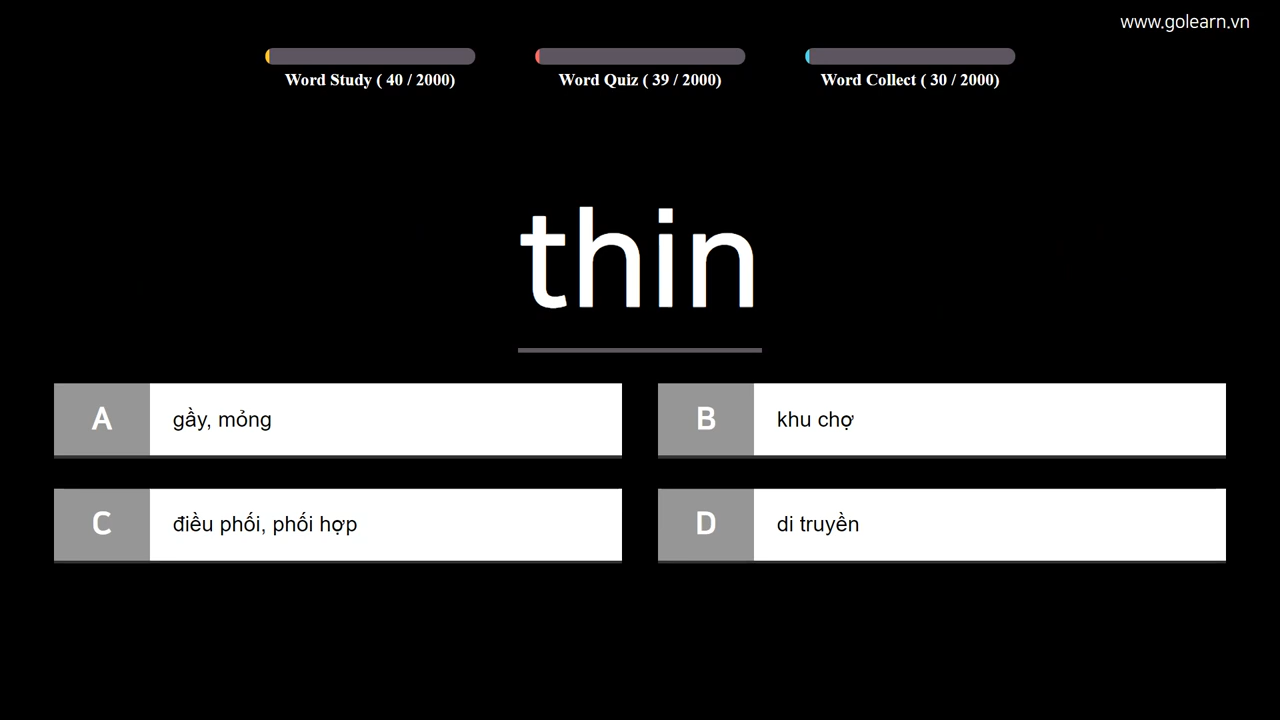 www.golearn.vn
Word Study ( 40 / 2000)
Word Quiz ( 39 / 2000)
Word Collect ( 30 / 2000)
thin
A gầy, mỏng
B khu chợ
C điều phối, phối hợp
D di truyền